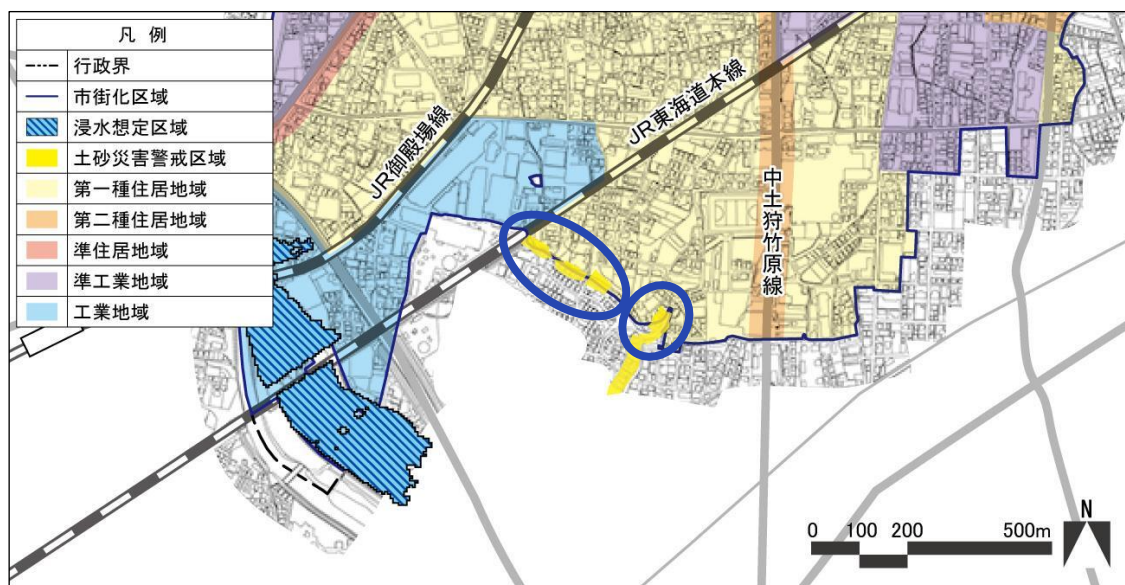 凡 例
行政界
市街化区域
浸水想定区域
土砂災害警戒区域
第一種住居地域
第二種住居地域
準住居地域
準工業地域
工業地域
JR御殿場線
JR東海道本線
中土狩竹原線
0 100 200 500m
N